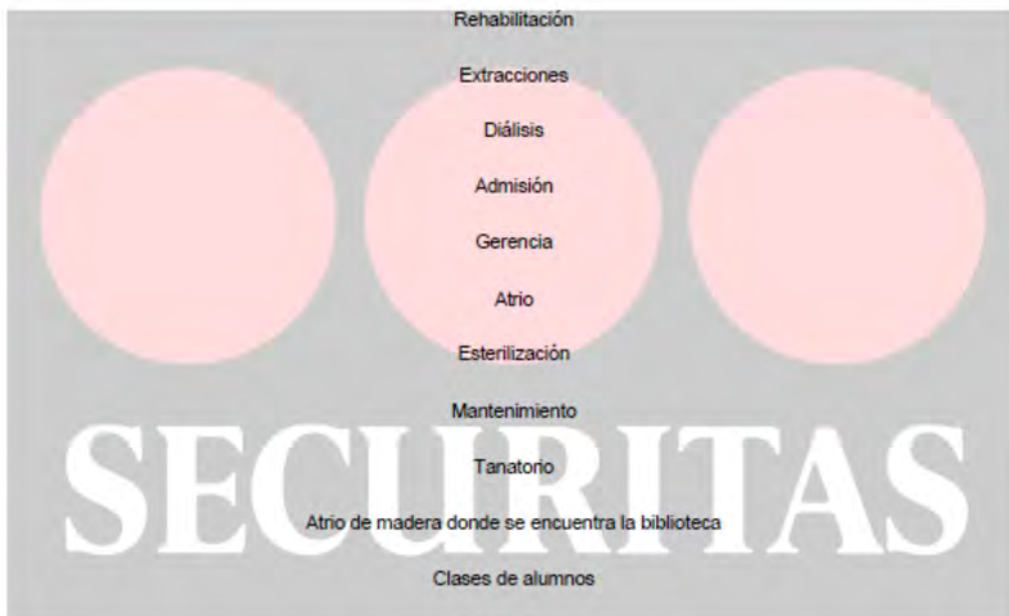 Rehabilitación
Extracciones
Diálisis
Admisión
Gerencia
Atrio
Esterilización
Mantenimiento
SECURITAS
Tanatorio
Atrio de madera donde se encuentra la biblioteca
Clases de alumnos